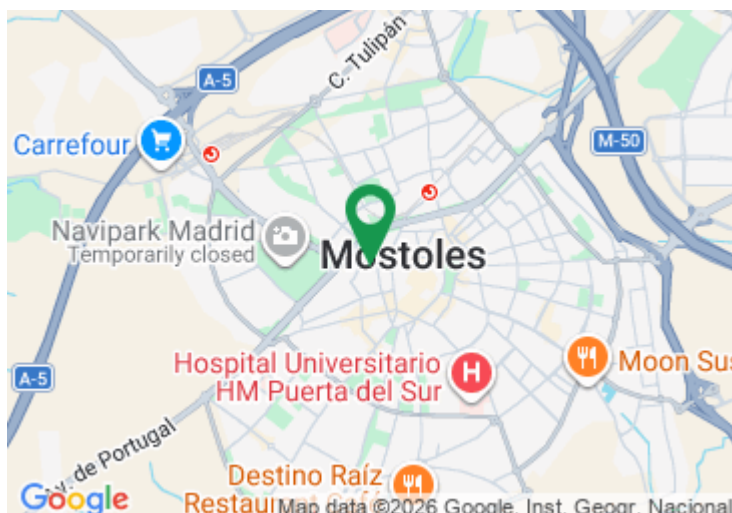 A-5
C. Tulipán
Carrefour
M-50
Navipark Madrid
Temporarily closed
Móstoles
Hospital Universitario
HM Puerta del Sur
H
Moon Sus
A-5
Av. de Portugal
Destino Raíz
Google
Map data ©2026 Google, Inst. Geogr. Nacional